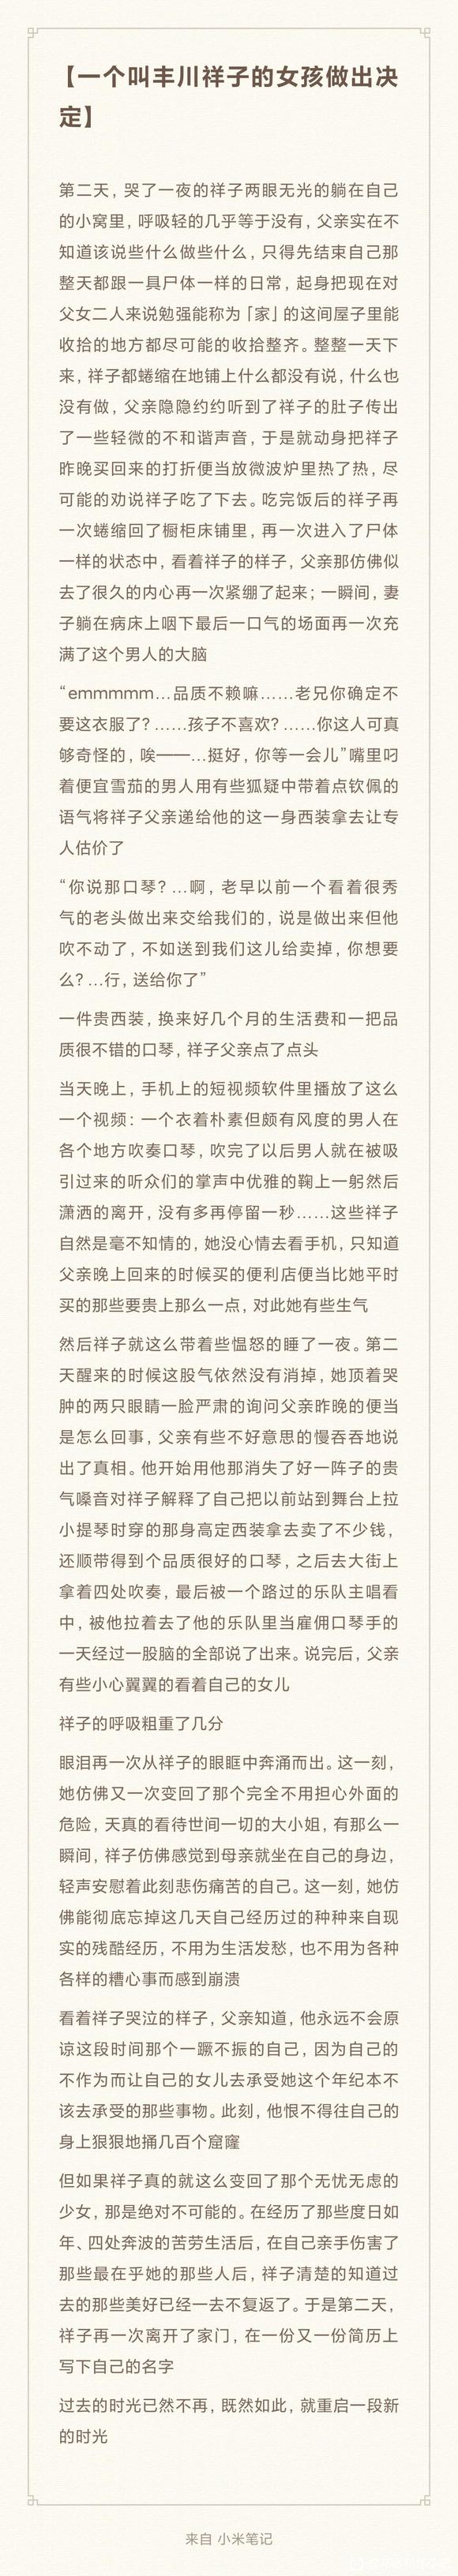 【一个叫丰川祥子的女孩做出决
定】
第二天，哭了一夜的祥子两眼无光的躺在自己
的小窝里，呼吸轻的几乎等于没有，父亲实在不
知道该说些什么做些什么，只得先结束自己那
整天都跟一具尸体一样的日常，起身把现在对
父女二人来说勉强能称为「家」的这间屋子里能
收拾的地方都尽可能的收拾整齐。整整一天下
来，祥子都蜷缩在地铺上什么都没有说，什么也
没有做，父亲隐隐约约听到了祥子的肚子传出
了一些轻微的不和谐声音，于是就动身把祥子
昨晚买回来的打折便当放微波炉里热了热，尽
可能的劝说祥子吃了下去。吃完饭后的祥子再
一次蜷缩回了橱柜床铺里，再一次进入了尸体
一样的状态中，看着祥子的样子，父亲那仿佛似
去了很久的内心再一次紧绷了起来；一瞬间，妻
子躺在病床上咽下最后一口气的场面再一次充
满了这个男人的大脑
“emmmmm...品质不赖嘛……老兄你确定不
要这衣服了？……孩子不喜欢？……你这人可真
够奇怪的，唉——...挺好，你等一会儿”嘴里叼
着便宜雪茄的男人用有些狐疑中带着点钦佩的
语气将祥子父亲递给他的这一身西装拿去让专
人估价了
“你说那口琴？...啊，老早以前一个看着很秀
气的老头做出来交给我们的，说是做出来但他
吹不动了，不如送到我们这儿给卖掉，你想要
么？...行，送给你了”
一件贵西装，换来好几个月的生活费和一把品
质很不错的口琴，祥子父亲点了点头
当天晚上，手机上的短视频软件里播放了这么
一个视频：一个衣着朴素但颇有风度的男人在
各个地方吹奏口琴，吹完了以后男人就在被吸
引过来的听众们的掌声中优雅的鞠上一躬然后
潇洒的离开，没有多再停留一秒……这些祥子
自然是毫不知情的，她没心情去看手机，只知道
父亲晚上回来的时候买的便利店便当比她平时
买的那些要贵上那么一点，对此她有些生气
然后祥子就这么带着些愠怒的睡了一夜。第二
天醒来的时候这股气依然没有消掉，她顶着哭
肿的两只眼睛一脸严肃的询问父亲昨晚的便当
是怎么回事，父亲有些不好意思的慢吞吞地说
出了真相。他开始用他那消失了好一阵子的贵
气嗓音对祥子解释了自己把以前站到舞台上拉
小提琴时穿的那身高定西装拿去卖了不少钱，
还顺带得到个品质很好的口琴，之后去大街上
拿着四处吹奏，最后被一个路过的乐队主唱看
中，被他拉着去了他的乐队里当雇佣口琴手的
一天经过一股脑的全部说了出来。说完后，父亲
有些小心翼翼的看着自己的女儿
祥子的呼吸粗重了几分
眼泪再一次从祥子的眼眶中奔涌而出。这一刻，
她仿佛又一次变回了那个完全不用担心外面的
危险，天真的看待世间一切的大小姐，有那么一
瞬间，祥子仿佛感觉到母亲就坐在自己的身边，
轻声安慰着此刻悲伤痛苦的自己。这一刻，她仿
佛能彻底忘掉这几天自己经历过的种种来自现
实的残酷经历，不用为生活发愁，也不用为各种
各样的糟心事而感到崩溃
看着祥子哭泣的样子，父亲知道，他永远不会原
谅这段时间那个一蹶不振的自己，因为自己的
不作为而让自己的女儿去承受她这个年纪本不
该去承受的那些事物。此刻，他恨不得往自己的
身上狠狠地捅几百个窟窿
但如果祥子真的就这么变回了那个无忧无虑的
少女，那是绝对不可能的。在经历了那些度日如
年、四处奔波的苦劳生活后，在自己亲手伤害了
那些最在乎她的那些人后，祥子清楚的知道过
去的那些美好已经一去不复返了。于是第二天，
祥子再一次离开了家门，在一份又一份简历上
写下自己的名字
过去的时光已然不再，既然如此，就重启一段新
的时光
来自 小米笔记